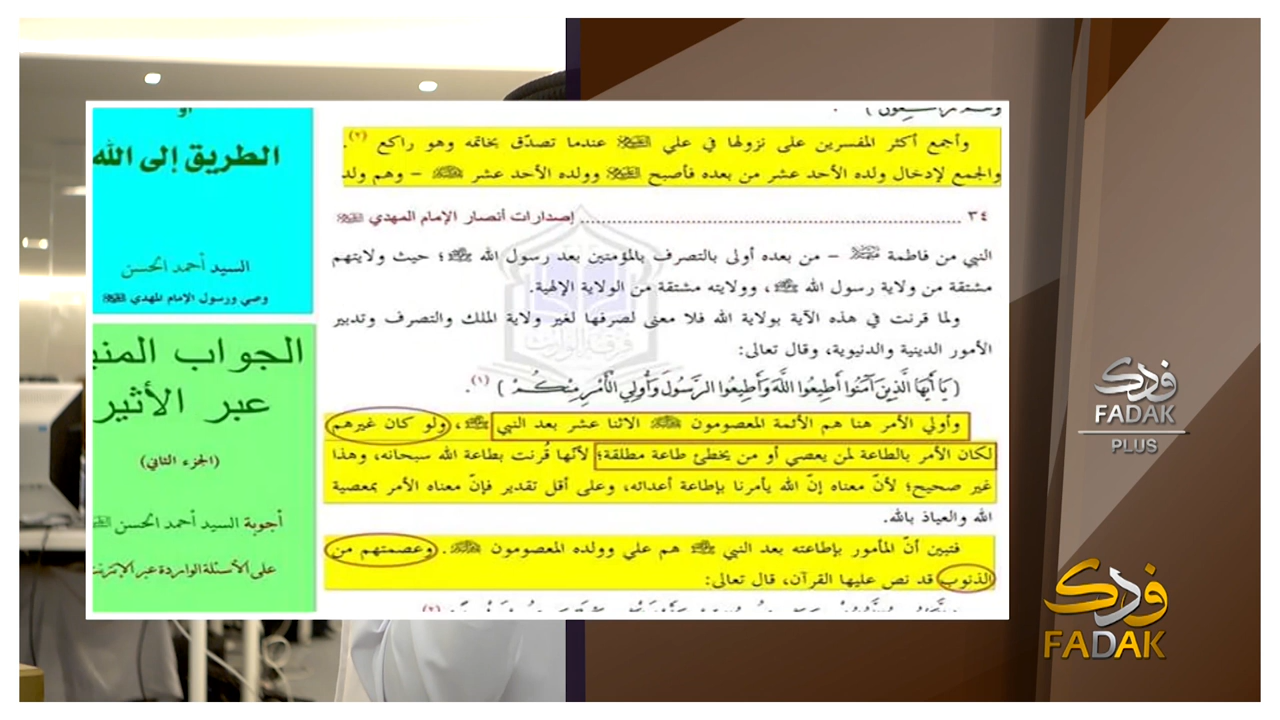 وأجمع أكثر المفسرين على نزولها في علي عندما تصدّق بخاتمه وهو راكع (٢).
والجمع لإدخال ولده الأحد عشر من بعده فأصبح وولده الأحد عشر – وهم ولد
٣٤ إصدارات أنصار الإمام المهدي
النبي من فاطمة – من بعده أولى بالتصرف بالمؤمنين بعد رسول الله ؛ حيث ولايتهم
مشتقة من ولاية رسول الله ، وولايته مشتقة من الولاية الإلهية.
ولما قرنت في هذه الآية بولاية الله فلا معنى لصرفها لغير ولاية الملك والتصرف وتدبير
الأمور الدينية والدنيوية، وقال تعالى:
(يَا أَيُّهَا الَّذِينَ آمَنُوا أَطِيعُوا اللَّهَ وَأَطِيعُوا الرَّسُولَ وَأُولِي الْأَمْرِ مِنْكُمْ) (١).
وأولي الأمر هنا هم الأئمة المعصومون الاثنا عشر بعد النبي ، ولو كان غيرهم
لكان الأمر بالطاعة لمن يعصي أو من يخطئ طاعة مطلقة؛ لأنّها قُرنت بطاعة الله سبحانه، وهذا
غير صحيح؛ لأنّ معناه إنّ الله يأمرنا بإطاعة أعدائه، وعلى أقل تقدير فإنّ معناه الأمر بمعصية
الله والعياذ بالله.
فتبين أنّ المأمور بإطاعته بعد النبي هم علي وولده المعصومون . وعصمتهم من
الذنوب قد نص عليها القرآن، قال تعالى:
أو
الطريق إلى الله
السيد أحمد الحسن
وصي ورسول الإمام المهدي
الجواب المني
عبر الأثير
(الجزء الثاني)
أجوبة السيد أحمد الحسن
على الأسئلة الواردة عبر الإنترنت
فدك
FADAK
PLUS
فدك
FADAK